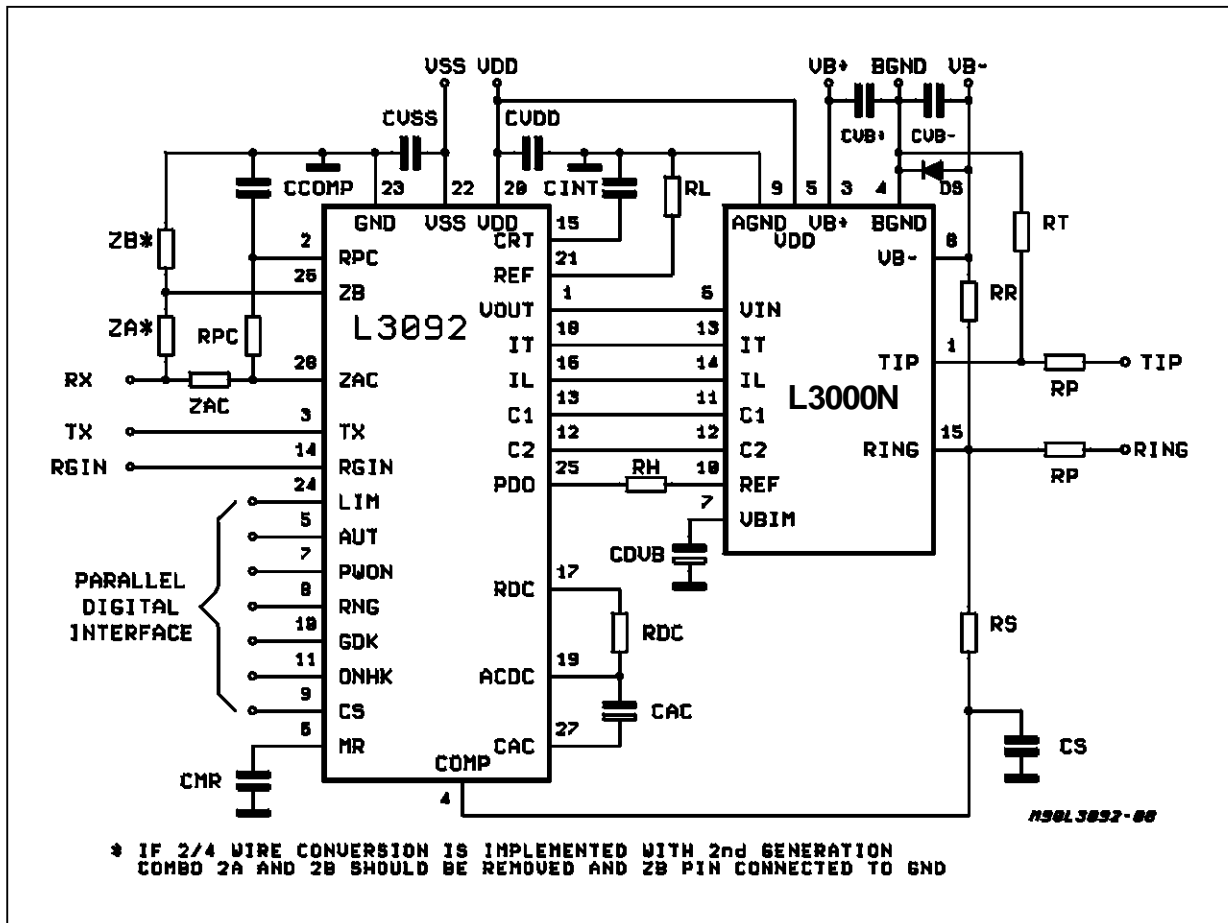 VSS VDD VB+ BGND VB-
CVSS CVDD CVB+ CVB-
CCOMP 23 22 20 CINT RL 9 5 3 4 DS
GND VSS VDD 15 AGND VDD VB+ BGND
ZB* 2 RPC CRT 8 RT
21 REF VB-
ZB 1 VOUT 6 VIN RR
ZA* RPC L3092 18 IT 13 IT 1 TIP TIP
RX 28 ZAC 16 IL 14 IL RP
ZAC 13 C1 11 C1 L3000N
TX 3 TX 12 C2 12 C2 15 RING RING
RGIN 14 RGIN 25 PDO RH 10 REF RP
24 LIM 7 VBIM
5 AUT CDVB
7 PWON 17 RDC
PARALLEL
DIGITAL
INTERFACE
8 RNG RDC RS
10 GDK
11 ONHK 19 ACDC
9 CS CAC
6 MR 27 CAC CS
CMR COMP
4
M90L3092-08
* IF 2/4 WIRE CONVERSION IS IMPLEMENTED WITH 2nd GENERATION
COMBO 2A AND 2B SHOULD BE REMOVED AND ZB PIN CONNECTED TO GND